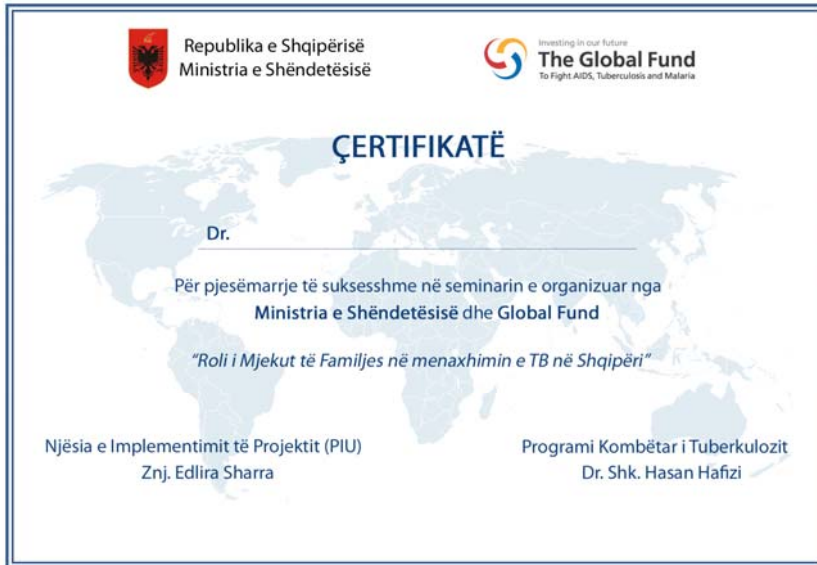 Republika e Shqipërisë
Ministria e Shëndetësisë
Investing in our future
The Global Fund
To Fight AIDS, Tuberculosis and Malaria
ÇERTIFIKATË
Dr.
Për pjesëmarrje të suksesshme në seminarin e organizuar nga
Ministria e Shëndetësisë dhe Global Fund
“Roli i Mjekut të Familjes në menaxhimin e TB në Shqipëri”
Njësia e Implementimit të Projektit (PIU)
Znj. Edlira Sharra
Programi Kombëtar i Tuberkulozit
Dr. Shk. Hasan Hafizi